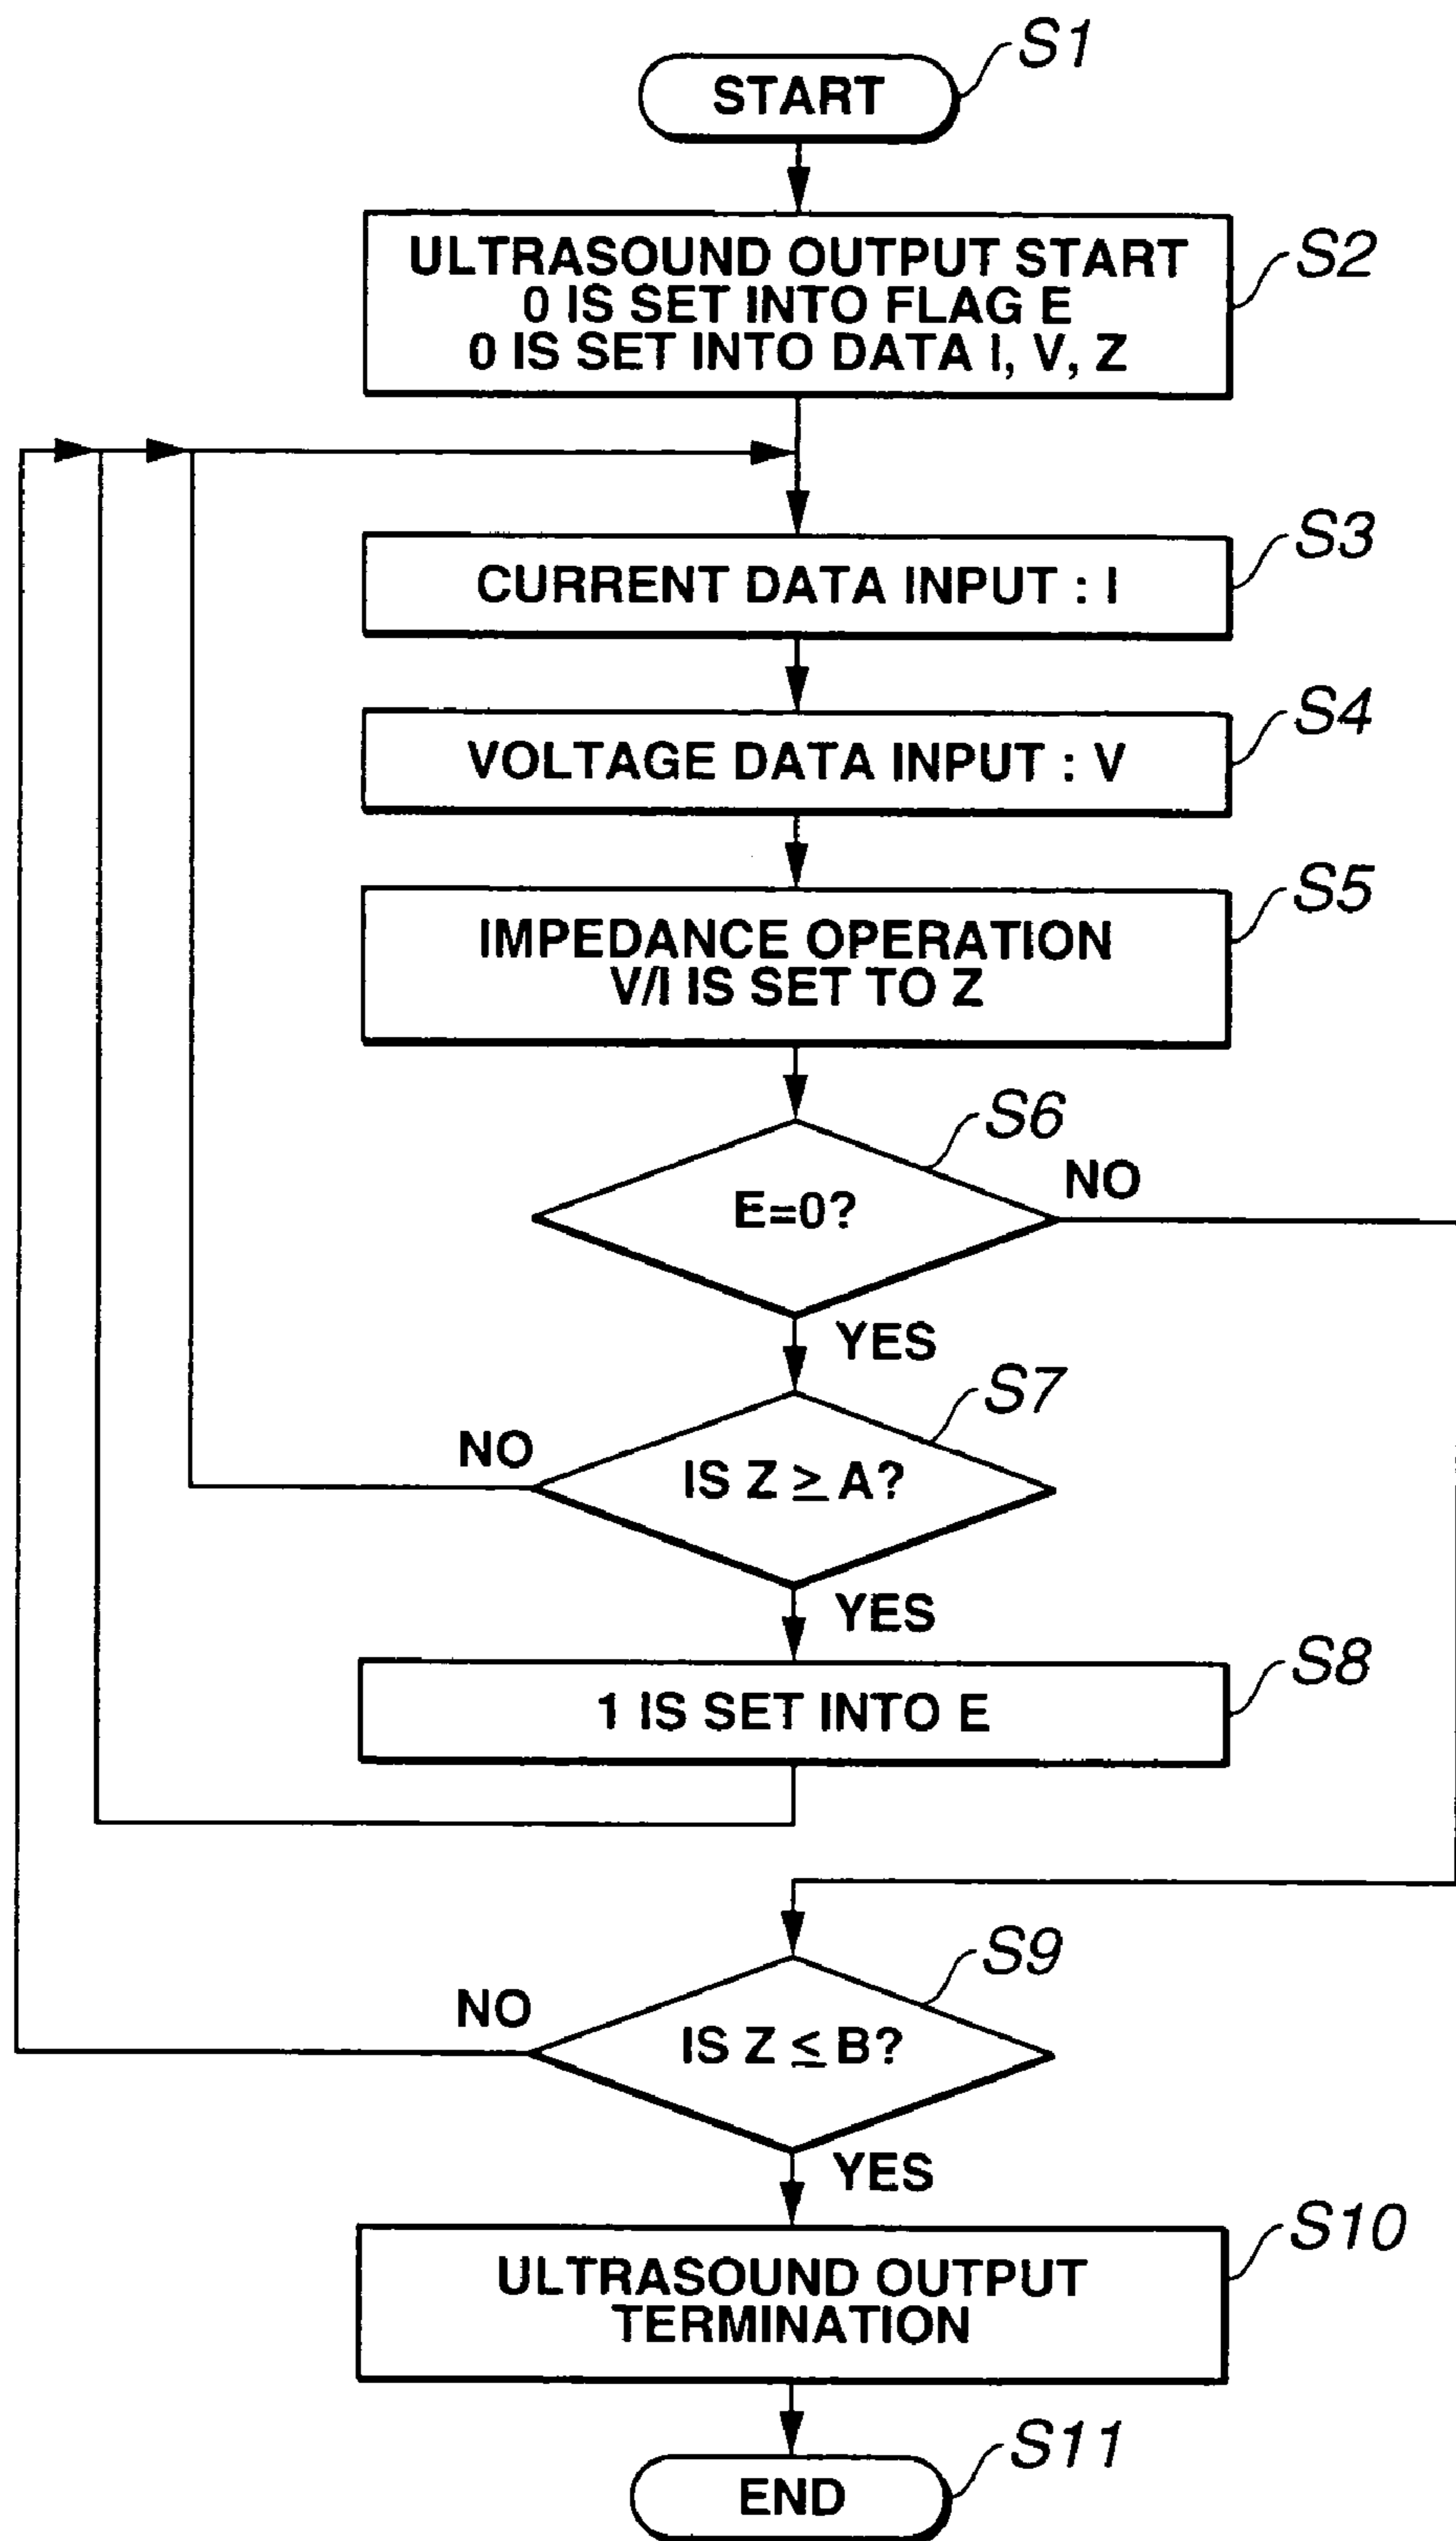 START
S1
ULTRASOUND OUTPUT START
0 IS SET INTO FLAG E
0 IS SET INTO DATA I, V, Z
S2
CURRENT DATA INPUT : I
S3
VOLTAGE DATA INPUT : V
S4
IMPEDANCE OPERATION
V/I IS SET TO Z
S5
E=0?
S6
NO
YES
IS Z ≥ A?
S7
NO
YES
1 IS SET INTO E
S8
IS Z ≤ B?
S9
NO
YES
ULTRASOUND OUTPUT
TERMINATION
S10
END
S11